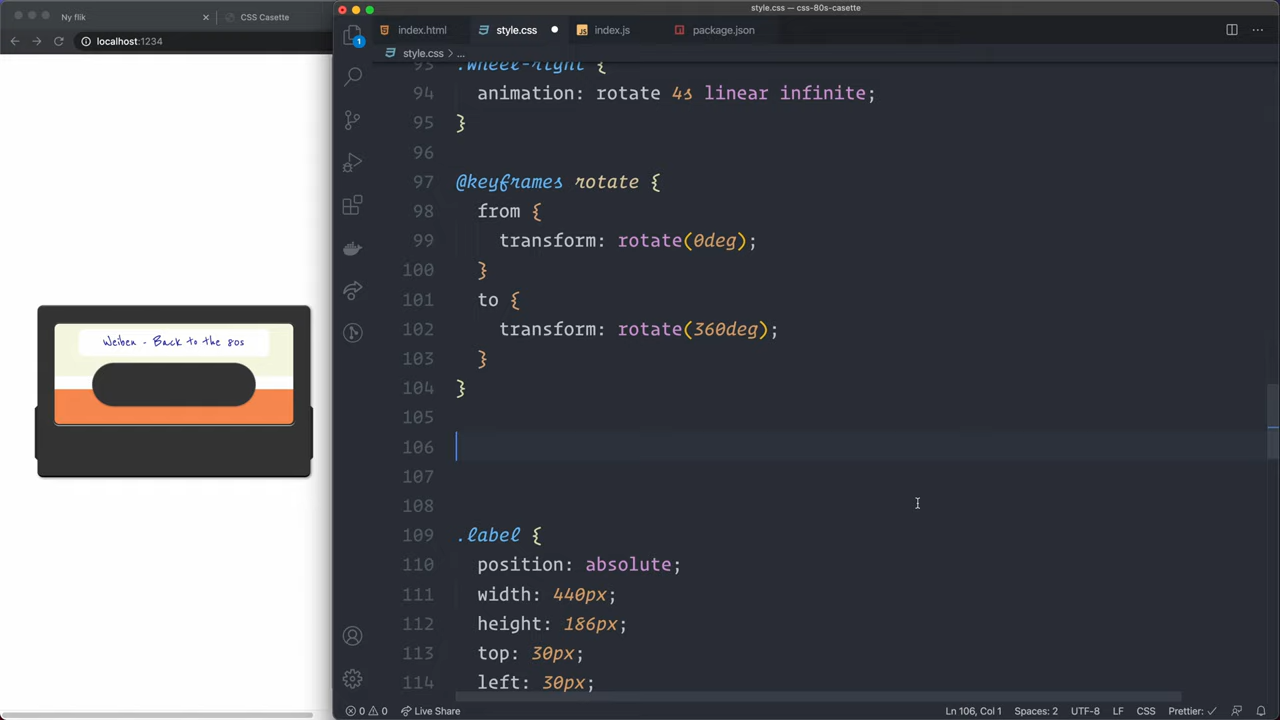 style.css — css-80s-casette
Ny flik
CSS Casette
index.html
style.css
index.js
package.json
localhost:1234
style.css > ...
1
93 .wheel-right {
94 animation: rotate 4s linear infinite;
95 }
96
97 @keyframes rotate {
98 from {
99 transform: rotate(0deg);
100 }
101 to {
102 transform: rotate(360deg);
103 }
104 }
105
106
107
108
109 .label {
110 position: absolute;
111 width: 440px;
112 height: 186px;
113 top: 30px;
114 left: 30px;
Weiben - Back to the 80s
0 0 Live Share Ln 106, Col 1 Spaces: 2 UTF-8 LF CSS Prettier: ✓